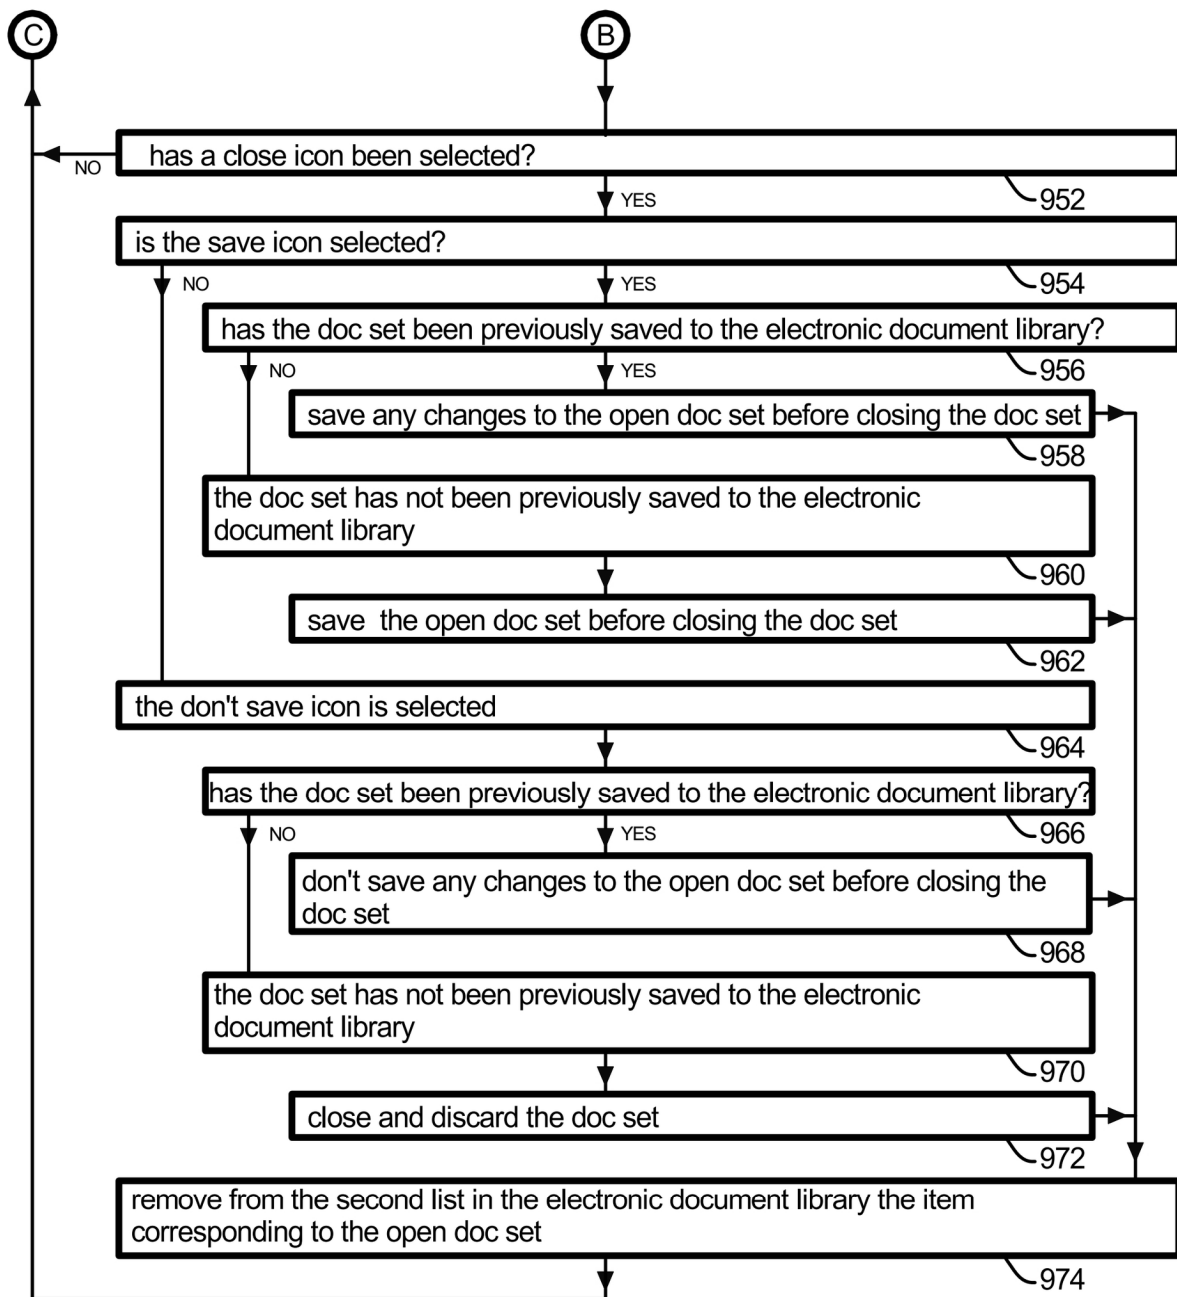 C
B
has a close icon been selected?
NO
952
YES
is the save icon selected?
954
NO
YES
has the doc set been previously saved to the electronic document library?
956
NO
YES
save any changes to the open doc set before closing the doc set
958
the doc set has not been previously saved to the electronic
document library
960
save the open doc set before closing the doc set
962
the don't save icon is selected
964
has the doc set been previously saved to the electronic document library?
966
NO
YES
don't save any changes to the open doc set before closing the
doc set
968
the doc set has not been previously saved to the electronic
document library
970
close and discard the doc set
972
remove from the second list in the electronic document library the item
corresponding to the open doc set
974